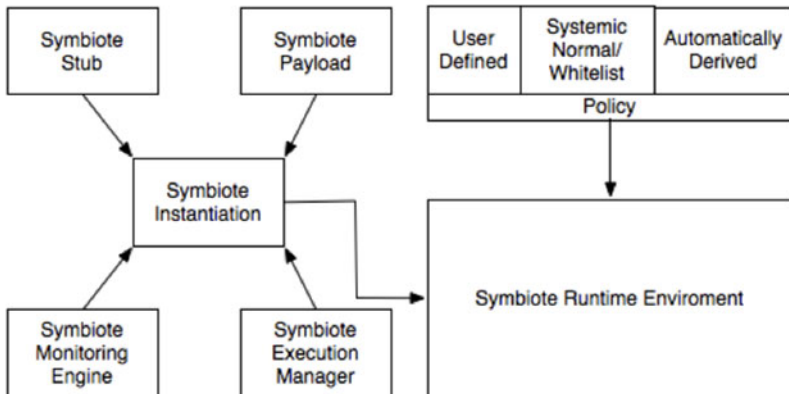 Symbiote
Stub
Symbiote
Payload
User
Defined
Systemic
Normal/
Whitelist
Automatically
Derived
Policy
Symbiote
Instantiation
Symbiote Runtime Enviroment
Symbiote
Monitoring
Engine
Symbiote
Execution
Manager